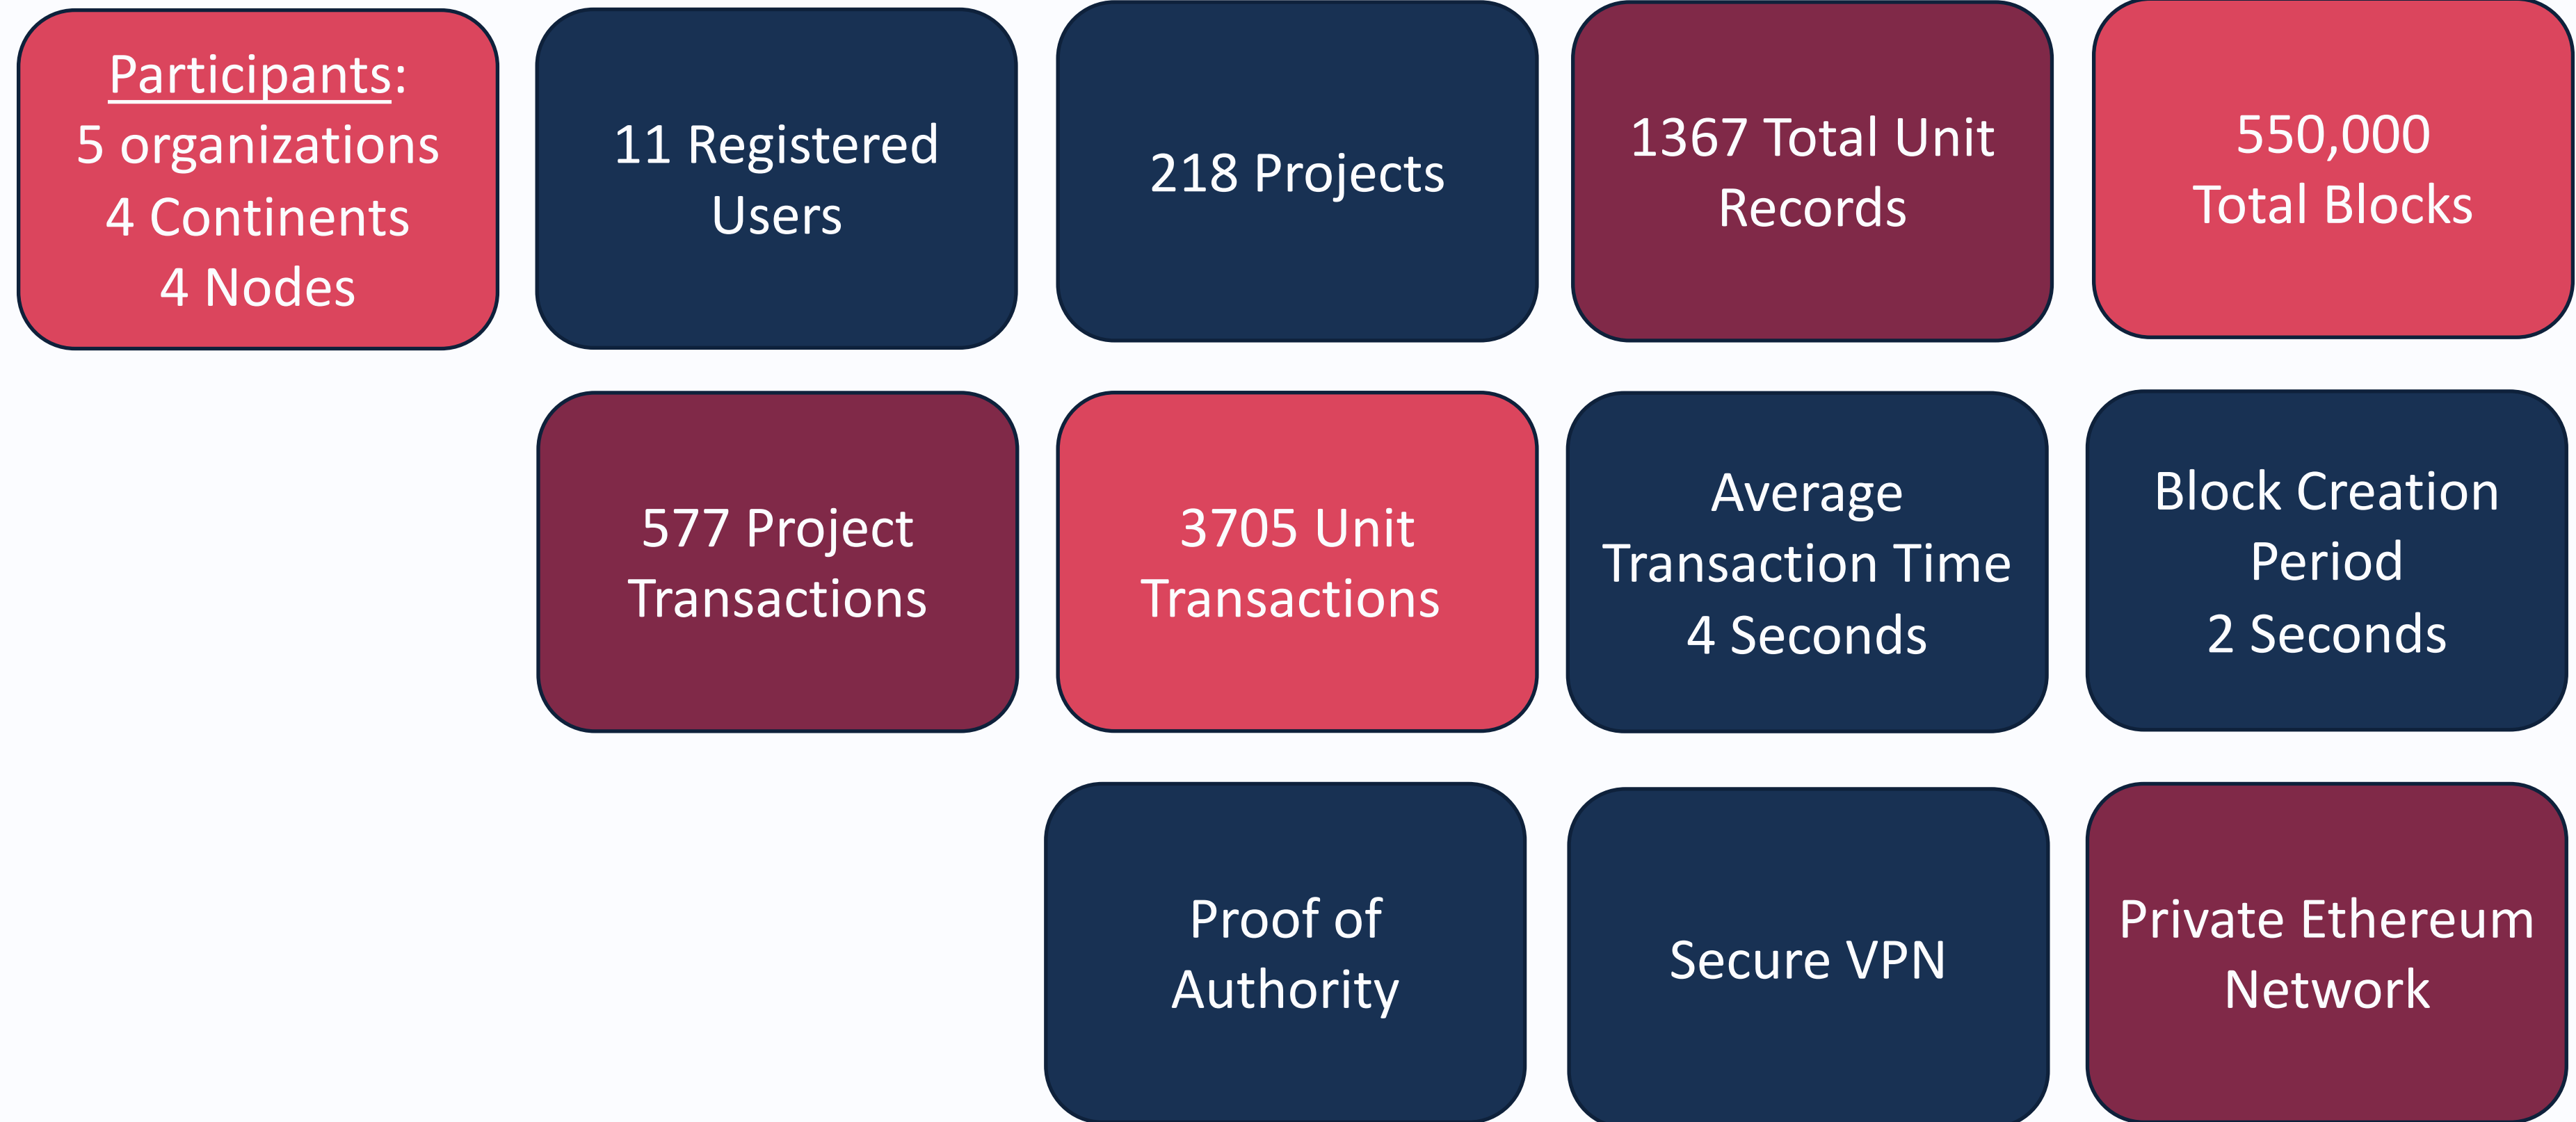 Participants:
5 organizations
4 Continents
4 Nodes
11 Registered
Users
218 Projects
1367 Total Unit
Records
550,000
Total Blocks
577 Project
Transactions
3705 Unit
Transactions
Average
Transaction Time
4 Seconds
Block Creation
Period
2 Seconds
Proof of
Authority
Secure VPN
Private Ethereum
Network